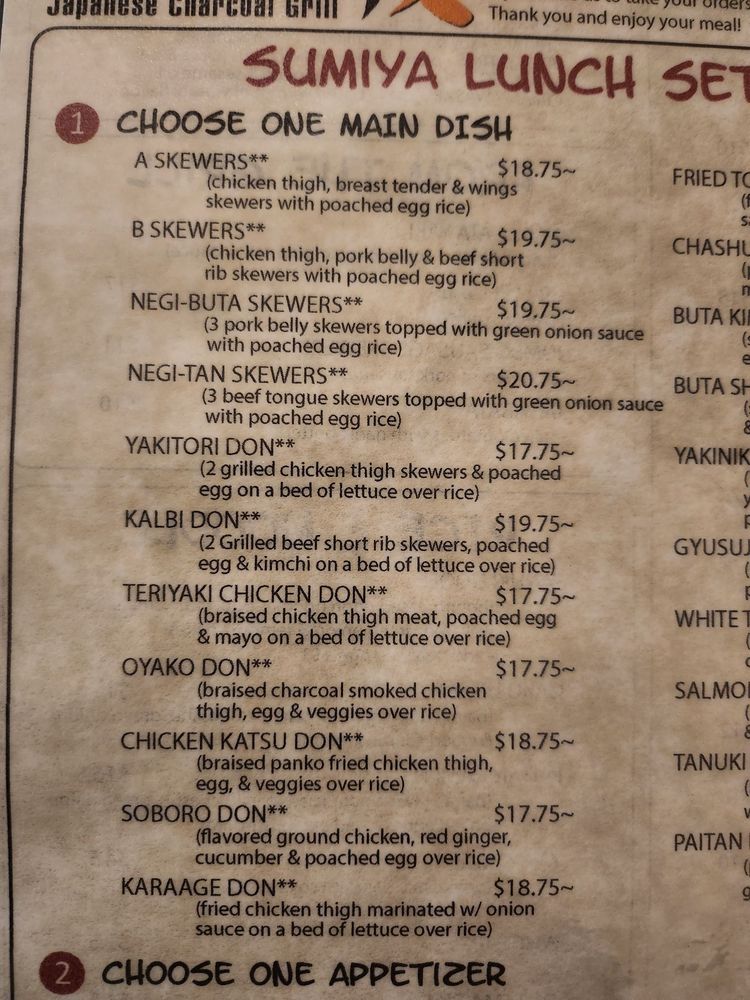 Japanese Charcoal Grill
to take your orders
Thank you and enjoy your meal!
SUMIYA LUNCH SET
1 CHOOSE ONE MAIN DISH
A SKEWERS** $18.75~
(chicken thigh, breast tender & wings
skewers with poached egg rice)
B SKEWERS** $19.75~
(chicken thigh, pork belly & beef short
rib skewers with poached egg rice)
NEGI-BUTA SKEWERS** $19.75~
(3 pork belly skewers topped with green onion sauce
with poached egg rice)
NEGI-TAN SKEWERS** $20.75~
(3 beef tongue skewers topped with green onion sauce
with poached egg rice)
YAKITORI DON** $17.75~
(2 grilled chicken thigh skewers & poached
egg on a bed of lettuce over rice)
KALBI DON** $19.75~
(2 Grilled beef short rib skewers, poached
egg & kimchi on a bed of lettuce over rice)
TERIYAKI CHICKEN DON** $17.75~
(braised chicken thigh meat, poached egg
& mayo on a bed of lettuce over rice)
OYAKO DON** $17.75~
(braised charcoal smoked chicken
thigh, egg & veggies over rice)
CHICKEN KATSU DON** $18.75~
(braised panko fried chicken thigh,
egg, & veggies over rice)
SOBORO DON** $17.75~
(flavored ground chicken, red ginger,
cucumber & poached egg over rice)
KARAAGE DON** $18.75~
(fried chicken thigh marinated w/ onion
sauce on a bed of lettuce over rice)
2 CHOOSE ONE APPETIZER
FRIED TO
CHASHU
BUTA KI
BUTA SH
YAKINIK
GYUSUJ
WHITE T
SALMO
TANUKI
PAITAN